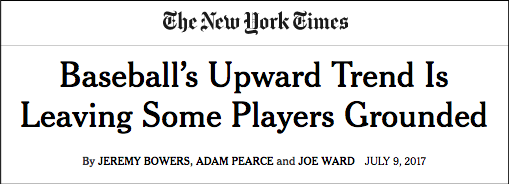 The New York Times
Baseball’s Upward Trend Is
Leaving Some Players Grounded
By JEREMY BOWERS, ADAM PEARCE and JOE WARD JULY 9, 2017